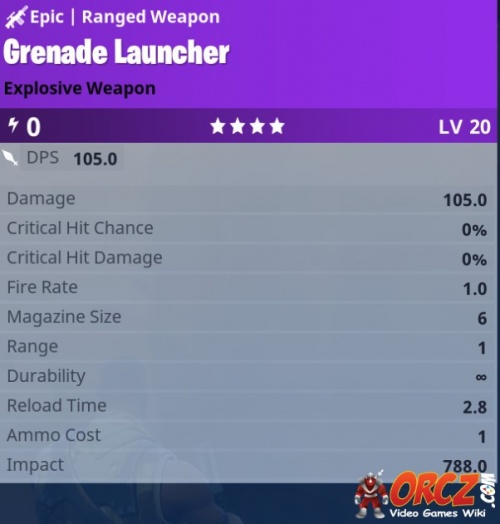 Epic | Ranged Weapon
Grenade Launcher
Explosive Weapon
0 ★★★★ LV 20
DPS 105.0
Damage 105.0
Critical Hit Chance 0%
Critical Hit Damage 0%
Fire Rate 1.0
Magazine Size 6
Range 1
Durability ∞
Reload Time 2.8
Ammo Cost 1
Impact 788.0
ORCZ.COM
Video Games Wiki